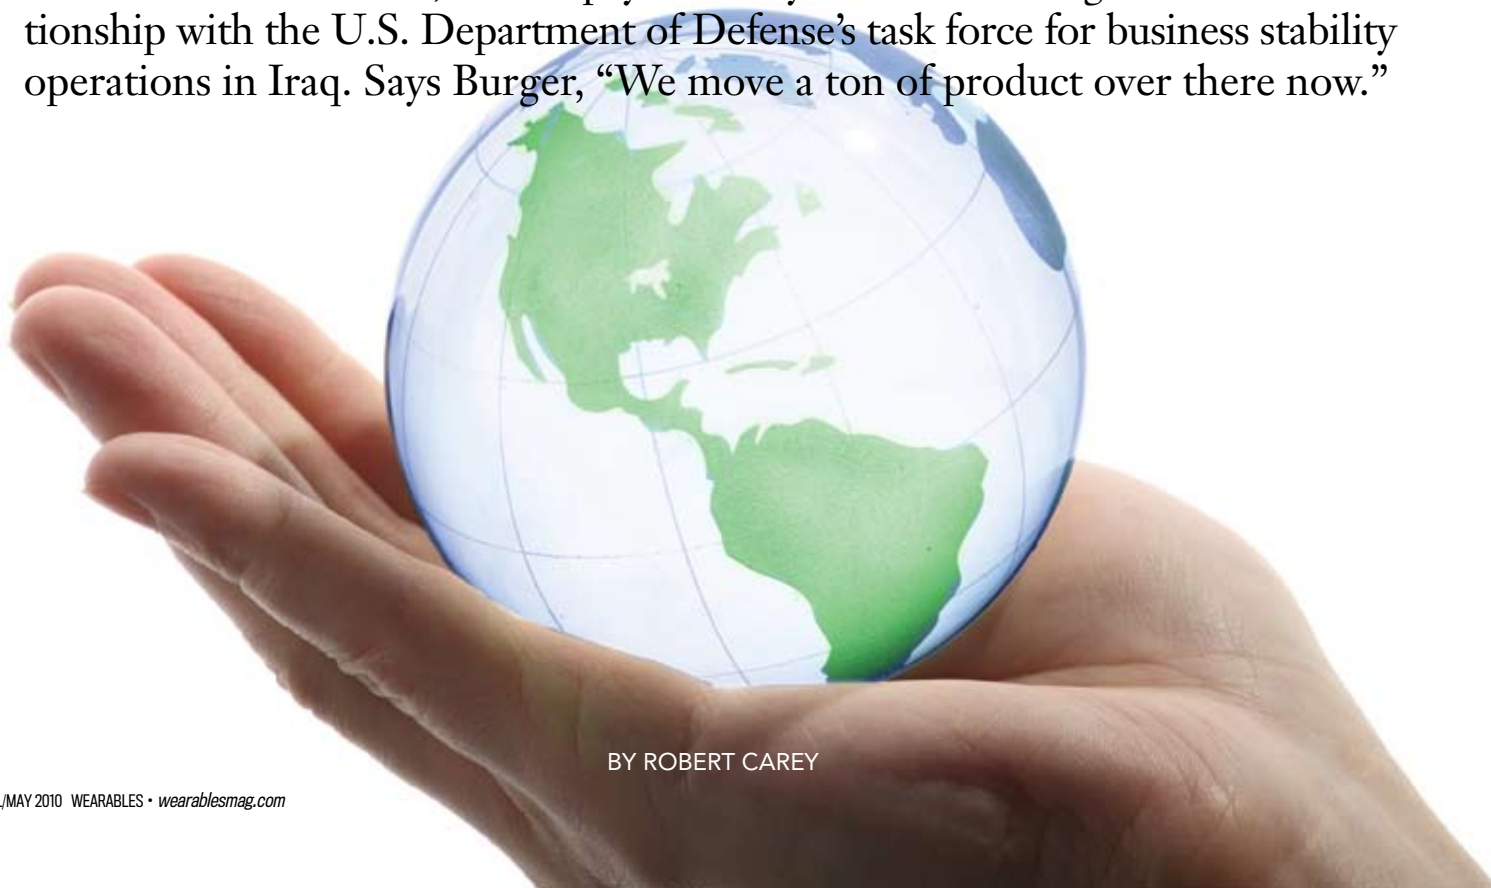 tionship with the U.S. Department of Defense’s task force for business stability
operations in Iraq. Says Burger, “We move a ton of product over there now.”
BY ROBERT CAREY
/MAY 2010 WEARABLES • wearablesmag.com